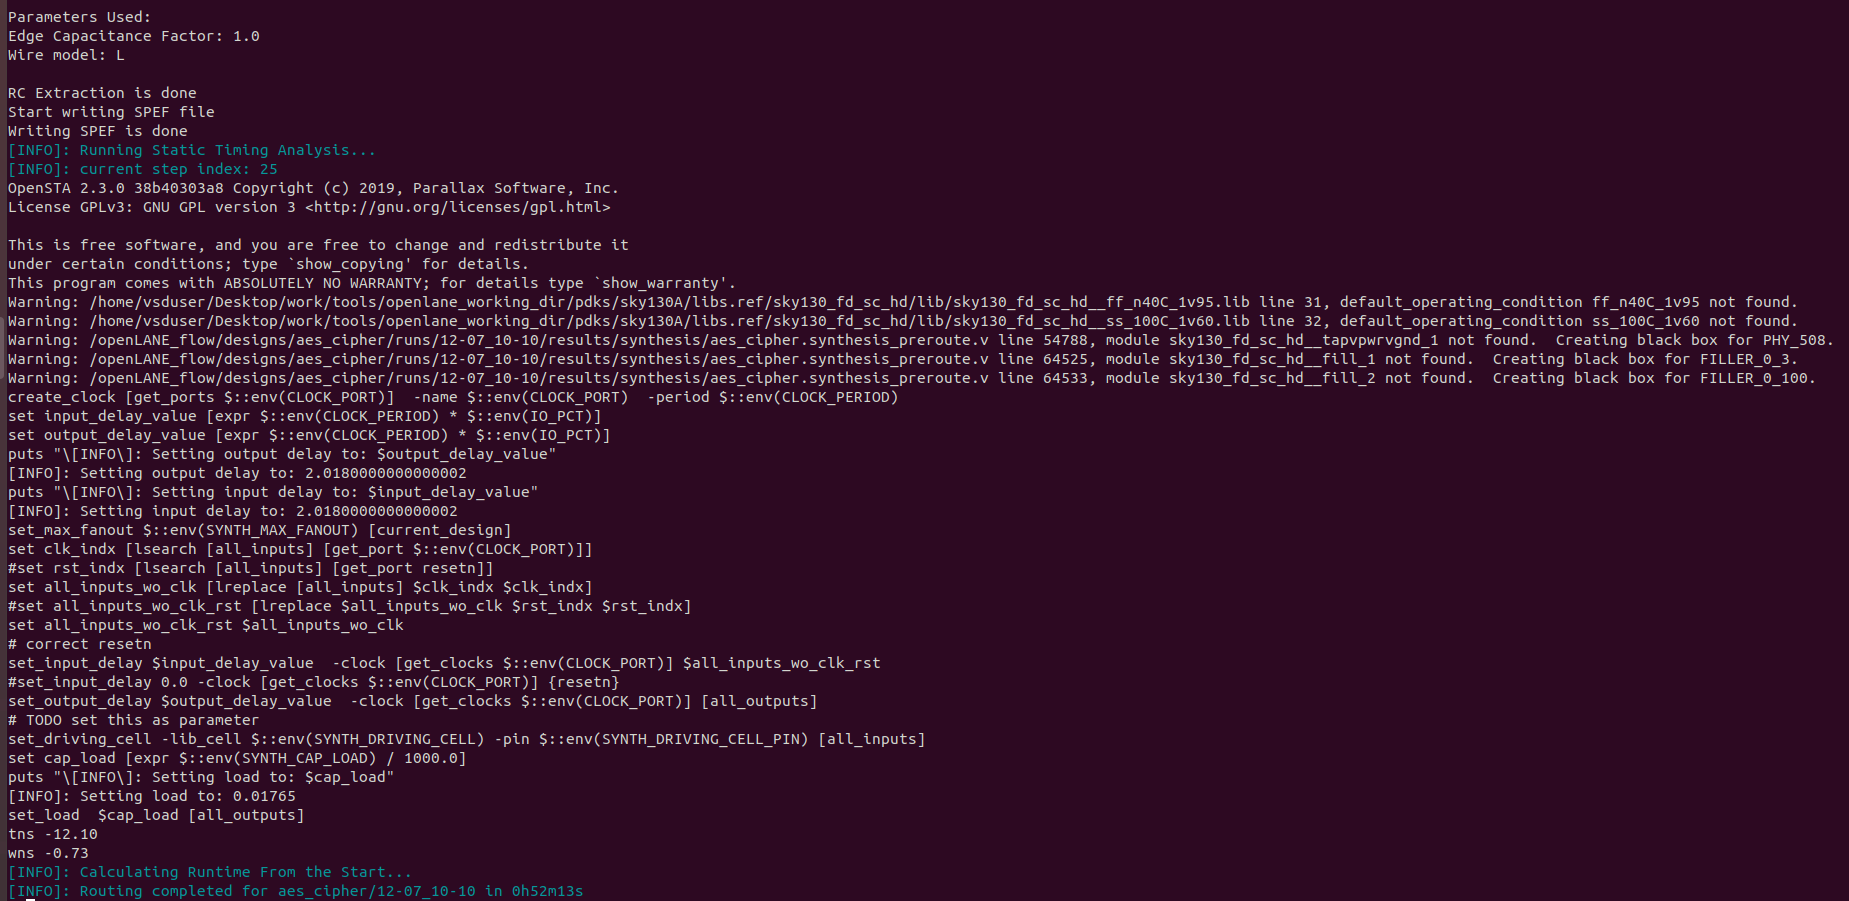 Parameters Used:
Edge Capacitance Factor: 1.0
Wire model: L
RC Extraction is done
Start writing SPEF file
Writing SPEF is done
[INFO]: Running Static Timing Analysis...
[INFO]: current step index: 25
OpenSTA 2.3.0 38b40303a8 Copyright (c) 2019, Parallax Software, Inc.
License GPLv3: GNU GPL version 3 <http://gnu.org/licenses/gpl.html>
This is free software, and you are free to change and redistribute it
under certain conditions; type `show_copying' for details.
This program comes with ABSOLUTELY NO WARRANTY; for details type `show_warranty'.
Warning: /home/vsduser/Desktop/work/tools/openlane_working_dir/pdks/sky130A/libs.ref/sky130_fd_sc_hd/lib/sky130_fd_sc_hd__ff_n40C_1v95.lib line 31, default_operating_condition ff_n40C_1v95 not found.
Warning: /home/vsduser/Desktop/work/tools/openlane_working_dir/pdks/sky130A/libs.ref/sky130_fd_sc_hd/lib/sky130_fd_sc_hd__ss_100C_1v60.lib line 32, default_operating_condition ss_100C_1v60 not found.
Warning: /openLANE_flow/designs/aes_cipher/runs/12-07_10-10/results/synthesis/aes_cipher.synthesis_preroute.v line 54788, module sky130_fd_sc_hd__tapvpwrvgnd_1 not found.  Creating black box for PHY_508.
Warning: /openLANE_flow/designs/aes_cipher/runs/12-07_10-10/results/synthesis/aes_cipher.synthesis_preroute.v line 64525, module sky130_fd_sc_hd__fill_1 not found.  Creating black box for FILLER_0_3.
Warning: /openLANE_flow/designs/aes_cipher/runs/12-07_10-10/results/synthesis/aes_cipher.synthesis_preroute.v line 64533, module sky130_fd_sc_hd__fill_2 not found.  Creating black box for FILLER_0_100.
create_clock [get_ports $::env(CLOCK_PORT)]  -name $::env(CLOCK_PORT)  -period $::env(CLOCK_PERIOD)
set input_delay_value [expr $::env(CLOCK_PERIOD) * $::env(IO_PCT)]
set output_delay_value [expr $::env(CLOCK_PERIOD) * $::env(IO_PCT)]
puts "\[INFO\]: Setting output delay to: $output_delay_value"
[INFO]: Setting output delay to: 2.0180000000000002
puts "\[INFO\]: Setting input delay to: $input_delay_value"
[INFO]: Setting input delay to: 2.0180000000000002
set_max_fanout $::env(SYNTH_MAX_FANOUT) [current_design]
set clk_indx [lsearch [all_inputs] [get_port $::env(CLOCK_PORT)]]
#set rst_indx [lsearch [all_inputs] [get_port resetn]]
set all_inputs_wo_clk [lreplace [all_inputs] $clk_indx $clk_indx]
#set all_inputs_wo_clk_rst [lreplace $all_inputs_wo_clk $rst_indx $rst_indx]
set all_inputs_wo_clk_rst $all_inputs_wo_clk
# correct resetn
set_input_delay $input_delay_value  -clock [get_clocks $::env(CLOCK_PORT)] $all_inputs_wo_clk_rst
#set_input_delay 0.0 -clock [get_clocks $::env(CLOCK_PORT)] {resetn}
set_output_delay $output_delay_value  -clock [get_clocks $::env(CLOCK_PORT)] [all_outputs]
# TODO set this as parameter
set_driving_cell -lib_cell $::env(SYNTH_DRIVING_CELL) -pin $::env(SYNTH_DRIVING_CELL_PIN) [all_inputs]
set cap_load [expr $::env(SYNTH_CAP_LOAD) / 1000.0]
puts "\[INFO\]: Setting load to: $cap_load"
[INFO]: Setting load to: 0.01765
set_load  $cap_load [all_outputs]
tns -12.10
wns -0.73
[INFO]: Calculating Runtime From the Start...
[INFO]: Routing completed for aes_cipher/12-07_10-10 in 0h52m13s